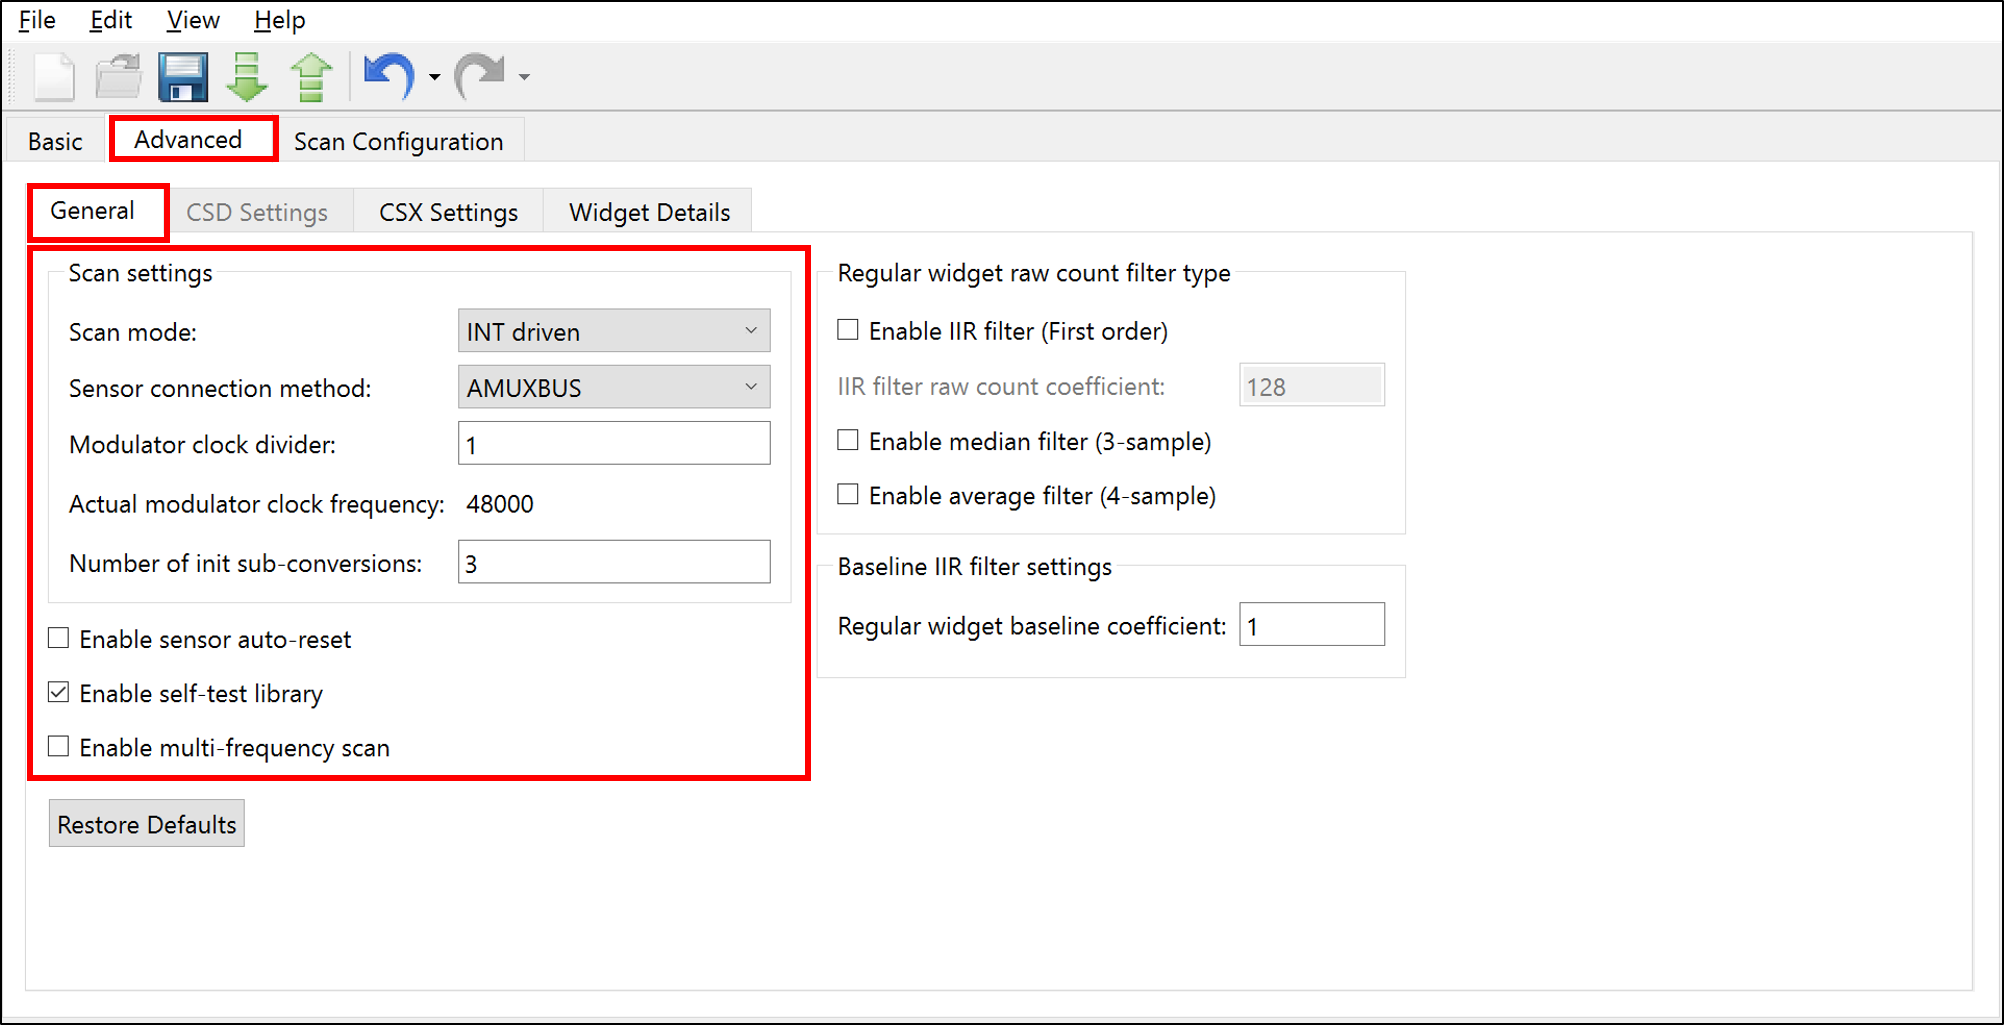 File Edit View Help
Basic Advanced Scan Configuration
General CSD Settings CSX Settings Widget Details
Scan settings
Scan mode: INT driven
Sensor connection method: AMUXBUS
Modulator clock divider: 1
Actual modulator clock frequency: 48000
Number of init sub-conversions: 3
Enable sensor auto-reset
Enable self-test library
Enable multi-frequency scan
Restore Defaults
Regular widget raw count filter type
Enable IIR filter (First order)
IIR filter raw count coefficient: 128
Enable median filter (3-sample)
Enable average filter (4-sample)
Baseline IIR filter settings
Regular widget baseline coefficient: 1